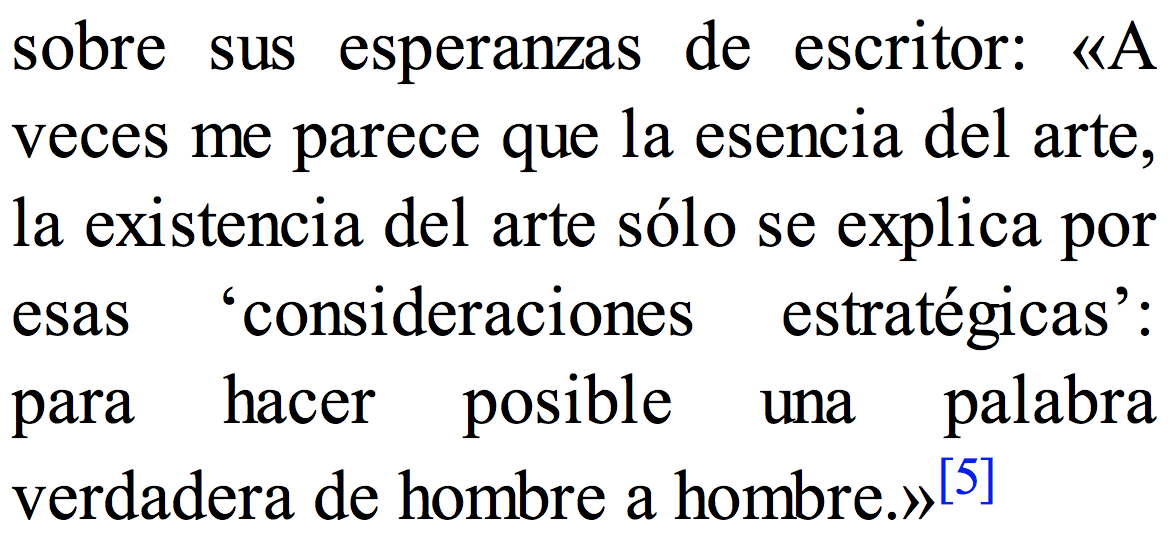 sobre sus esperanzas de escritor: «A
veces me parece que la esencia del arte,
la existencia del arte sólo se explica por
esas ‘consideraciones estratégicas’:
para hacer posible una palabra
verdadera de hombre a hombre.»[5]